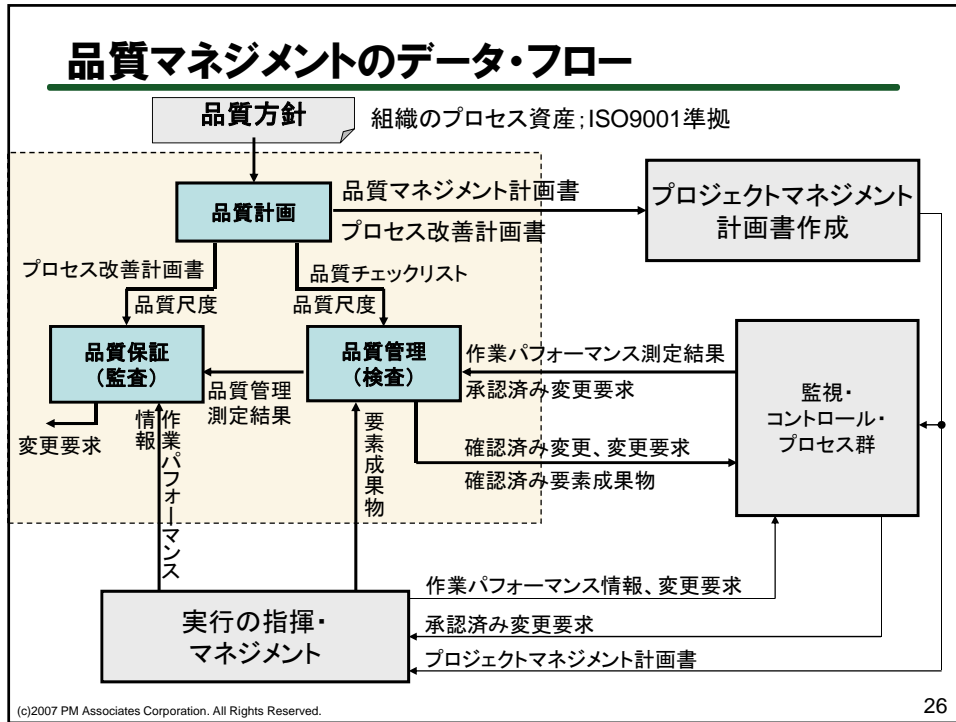 品質マネジメントのデータ・フロー
品質方針
組織のプロセス資産;ISO9001準拠
品質計画
品質マネジメント計画書
プロセス改善計画書
プロジェクトマネジメント
計画書作成
プロセス改善計画書
品質尺度
品質チェックリスト
品質尺度
品質保証
(監査)
品質管理
測定結果
品質管理
(検査)
作業パフォーマンス測定結果
承認済み変更要求
監視・
コントロール・
プロセス群
変更要求
作業パフォーマンス
情報
要素成果物
確認済み変更、変更要求
確認済み要素成果物
実行の指揮・
マネジメント
作業パフォーマンス情報、変更要求
承認済み変更要求
プロジェクトマネジメント計画書
(c)2007 PM Associates Corporation. All Rights Reserved.
26